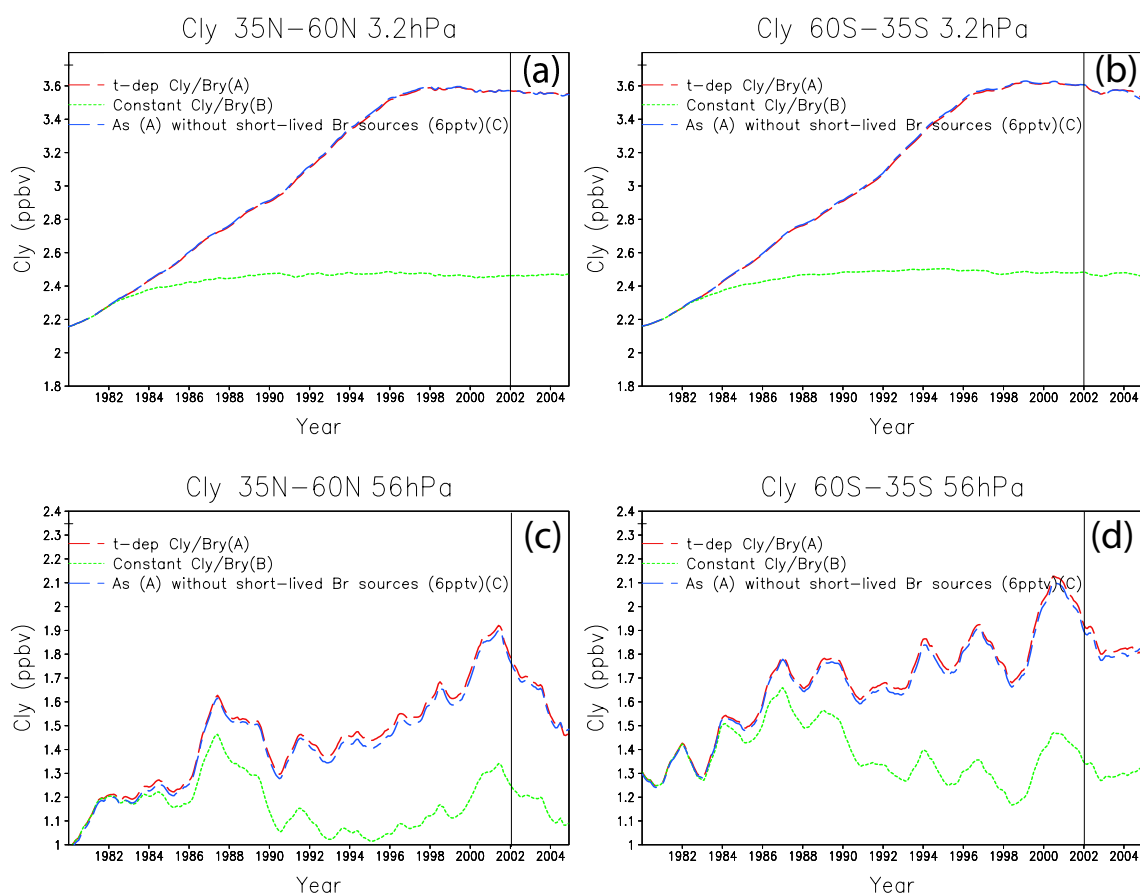 Cly 35N−60N 3.2hPa
(a)
t−dep Cly/Bry(A)
Constant Cly/Bry(B)
As (A) without short−lived Br sources (6pptv)(C)
Cly (ppbv)
3.6
3.4
3.2
3
2.8
2.6
2.4
2.2
2
1.8
1982 1984 1986 1988 1990 1992 1994 1996 1998 2000 2002 2004
Year
Cly 60S−35S 3.2hPa
(b)
t−dep Cly/Bry(A)
Constant Cly/Bry(B)
As (A) without short−lived Br sources (6pptv)(C)
Cly (ppbv)
3.6
3.4
3.2
3
2.8
2.6
2.4
2.2
2
1.8
1982 1984 1986 1988 1990 1992 1994 1996 1998 2000 2002 2004
Year
Cly 35N−60N 56hPa
(c)
t−dep Cly/Bry(A)
Constant Cly/Bry(B)
As (A) without short−lived Br sources (6pptv)(C)
Cly (ppbv)
2.4
2.3
2.2
2.1
2
1.9
1.8
1.7
1.6
1.5
1.4
1.3
1.2
1.1
1
1982 1984 1986 1988 1990 1992 1994 1996 1998 2000 2002 2004
Year
Cly 60S−35S 56hPa
(d)
t−dep Cly/Bry(A)
Constant Cly/Bry(B)
As (A) without short−lived Br sources (6pptv)(C)
Cly (ppbv)
2.4
2.3
2.2
2.1
2
1.9
1.8
1.7
1.6
1.5
1.4
1.3
1.2
1.1
1
1982 1984 1986 1988 1990 1992 1994 1996 1998 2000 2002 2004
Year